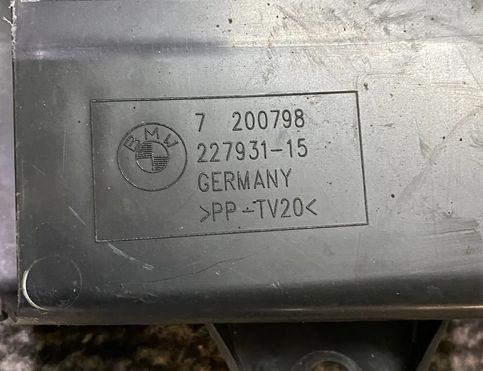 BMW
7 200798
227931-15
GERMANY
>PP-TV20<